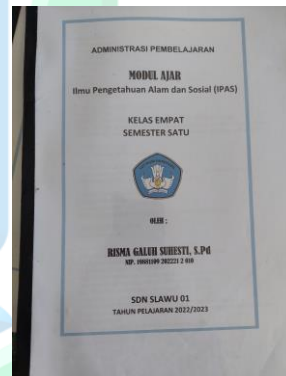 ADMINISTRASI PEMBELAJARAN
MODUL AJAR
Ilmu Pengetahuan Alam dan Sosial (IPAS)
KELAS EMPAT
SEMESTER SATU
OLEH :
RISMA GALUH SUHESTI, S.Pd
NIP.
SDN SLAWU 01
TAHUN PELAJARAN 2022/2023